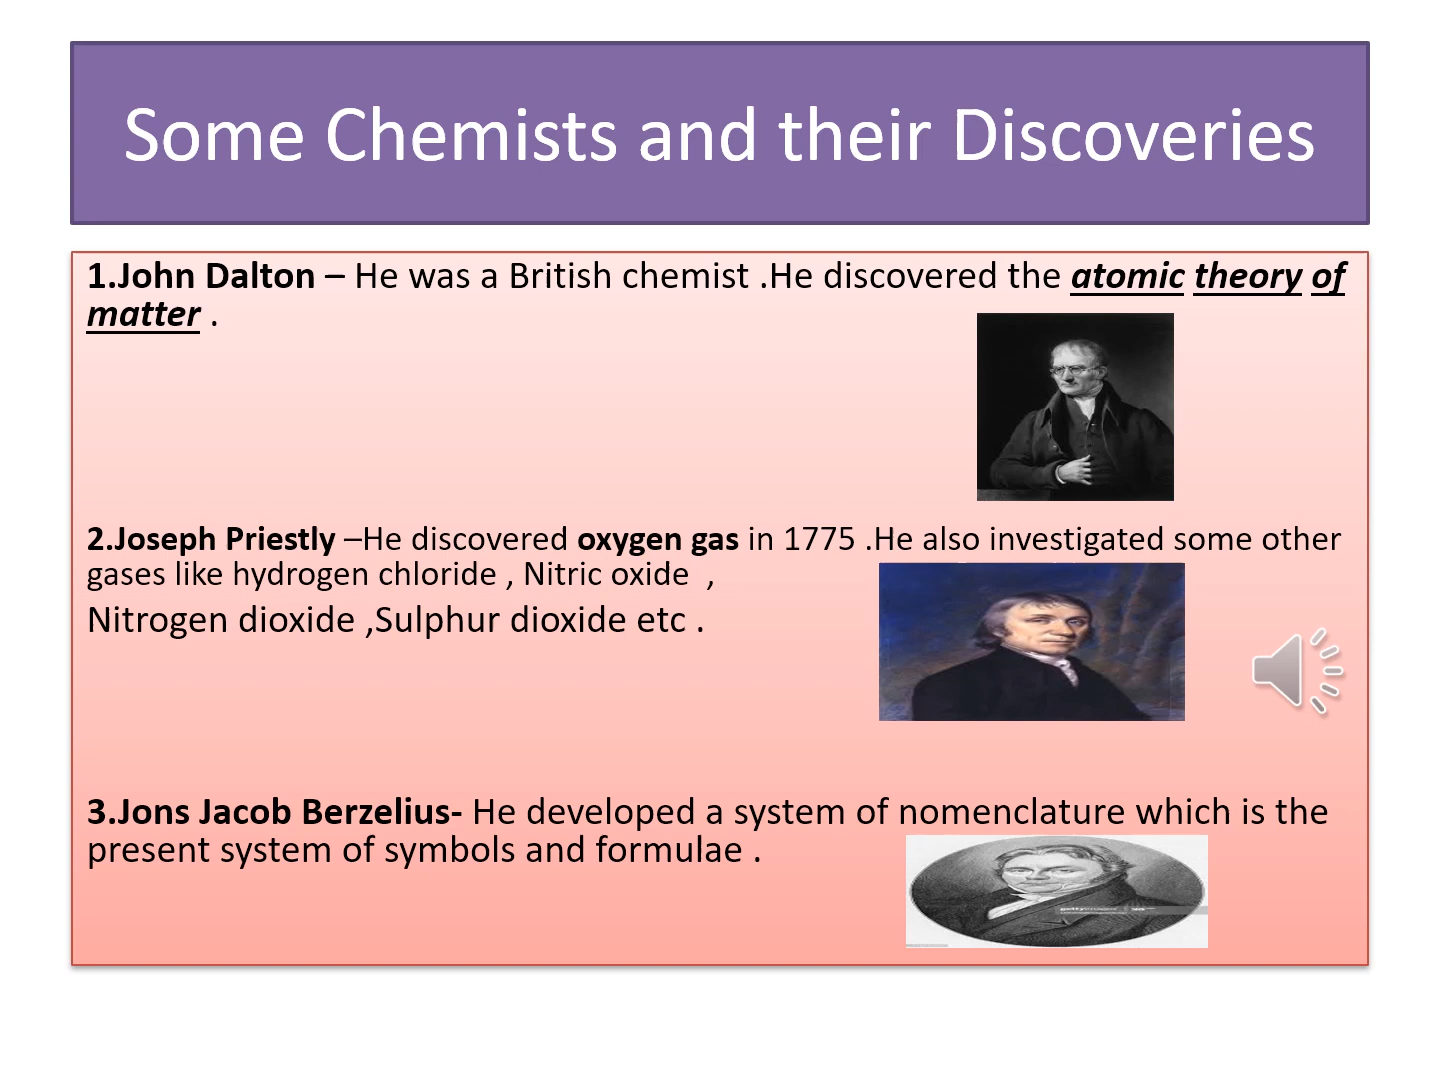 Some Chemists and their Discoveries
1.John Dalton – He was a British chemist .He discovered the atomic theory of
matter .
2.Joseph Priestly –He discovered oxygen gas in 1775 .He also investigated some other
gases like hydrogen chloride , Nitric oxide  ,
Nitrogen dioxide ,Sulphur dioxide etc .
3.Jons Jacob Berzelius- He developed a system of nomenclature which is the
present system of symbols and formulae .